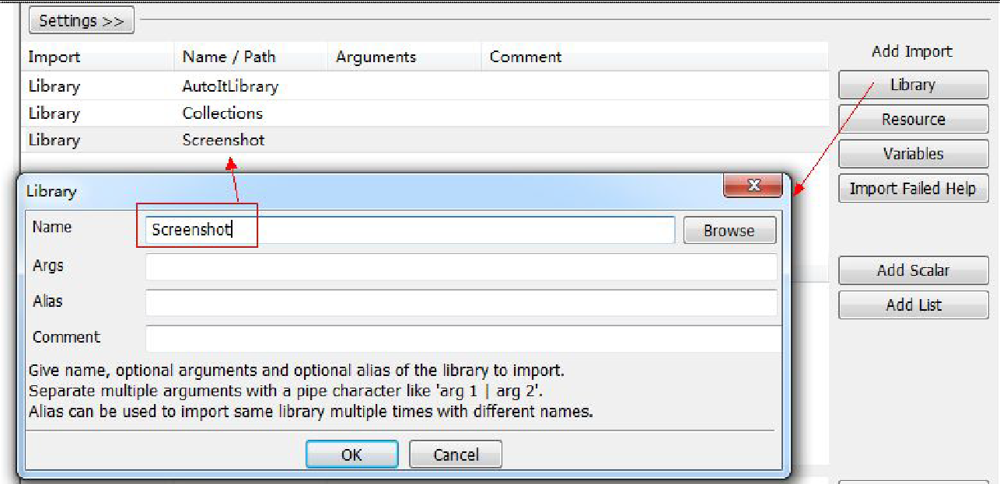 Settings >>
Import Name / Path Arguments Comment
Library AutoItLibrary
Library Collections
Library Screenshot
Add Import
Library
Resource
Variables
Import Failed Help
Add Scalar
Add List
Library
x
Name Screenshot Browse
Args
Alias
Comment
Give name, optional arguments and optional alias of the library to import.
Separate multiple arguments with a pipe character like 'arg 1 | arg 2'.
Alias can be used to import same library multiple times with different names.
OK Cancel